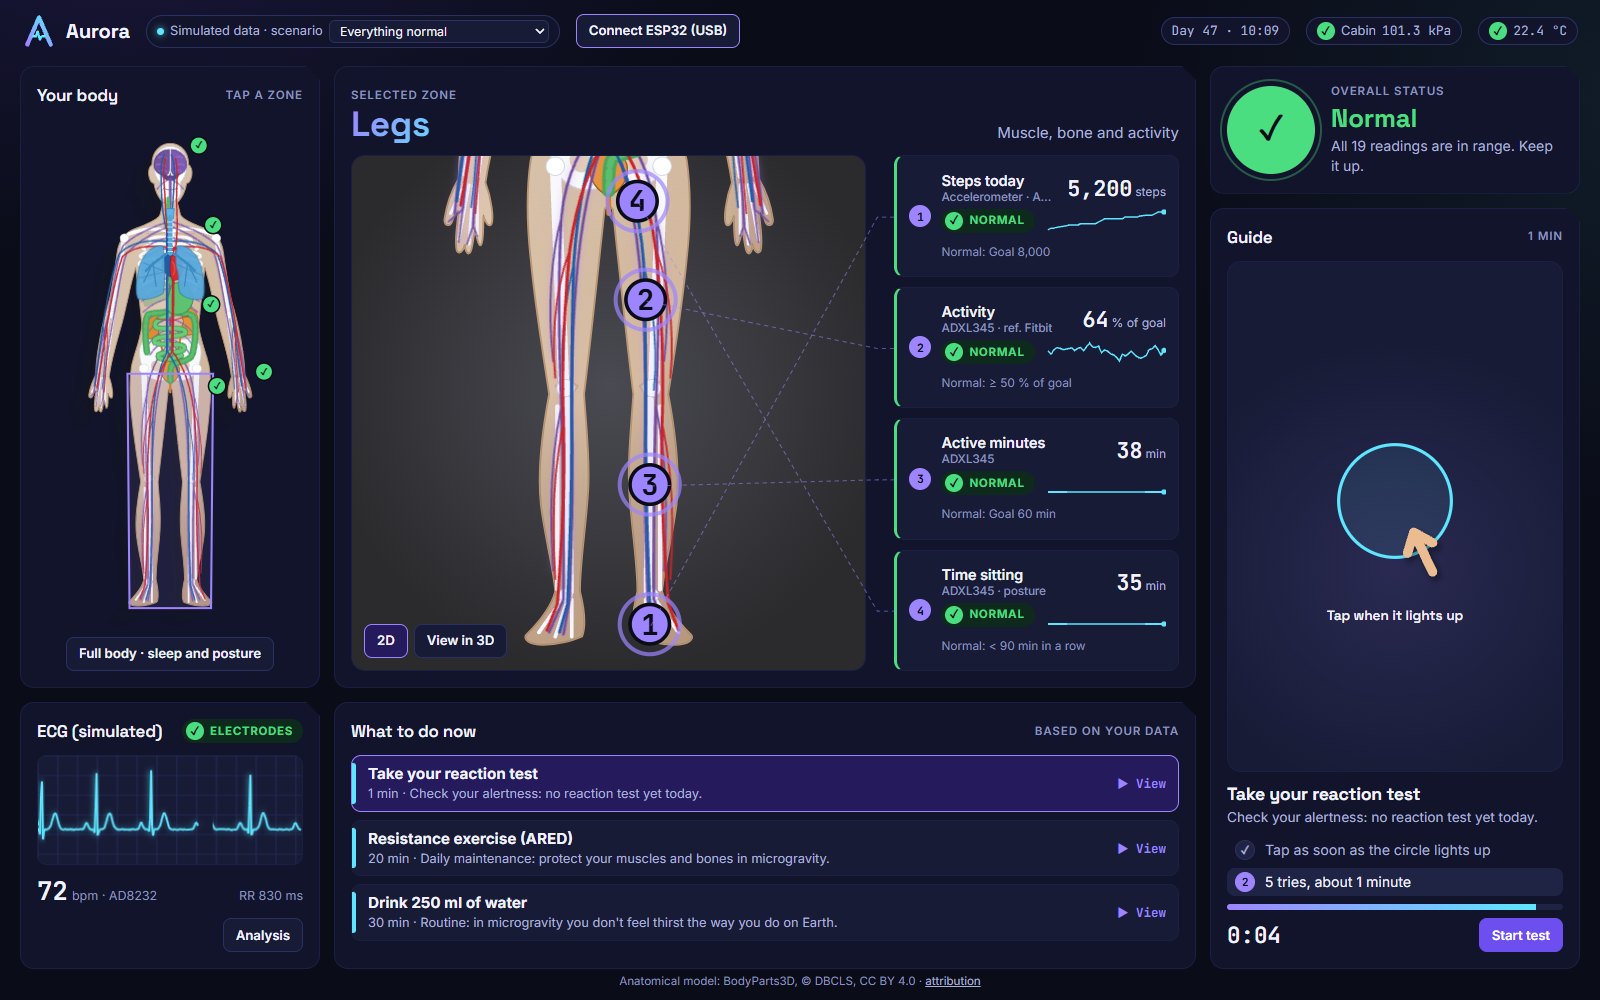 Aurora
Simulated data · scenario
Everything normal
Connect ESP32 (USB)
Day 47 · 10:09
Cabin 101.3 kPa
22.4 °C
Your body
TAP A ZONE
Full body · sleep and posture
SELECTED ZONE
Legs
Muscle, bone and activity
4
2
3
1
2D
View in 3D
1
Steps today
Accelerometer · A...
5,200 steps
NORMAL
Normal: Goal 8,000
2
Activity
ADXL345 · ref. Fitbit
64 % of goal
NORMAL
Normal: ≥ 50 % of goal
3
Active minutes
ADXL345
38 min
NORMAL
Normal: Goal 60 min
4
Time sitting
ADXL345 · posture
35 min
NORMAL
Normal: < 90 min in a row
OVERALL STATUS
Normal
All 19 readings are in range. Keep
it up.
Guide
1 MIN
Tap when it lights up
Take your reaction test
Check your alertness: no reaction test yet today.
Tap as soon as the circle lights up
2
5 tries, about 1 minute
0:04
Start test
ECG (simulated)
ELECTRODES
72 bpm · AD8232
RR 830 ms
Analysis
What to do now
BASED ON YOUR DATA
Take your reaction test
1 min · Check your alertness: no reaction test yet today.
View
Resistance exercise (ARED)
20 min · Daily maintenance: protect your muscles and bones in microgravity.
View
Drink 250 ml of water
30 min · Routine: in microgravity you don't feel thirst the way you do on Earth.
View
Anatomical model: BodyParts3D, © DBCLS, CC BY 4.0 · attribution